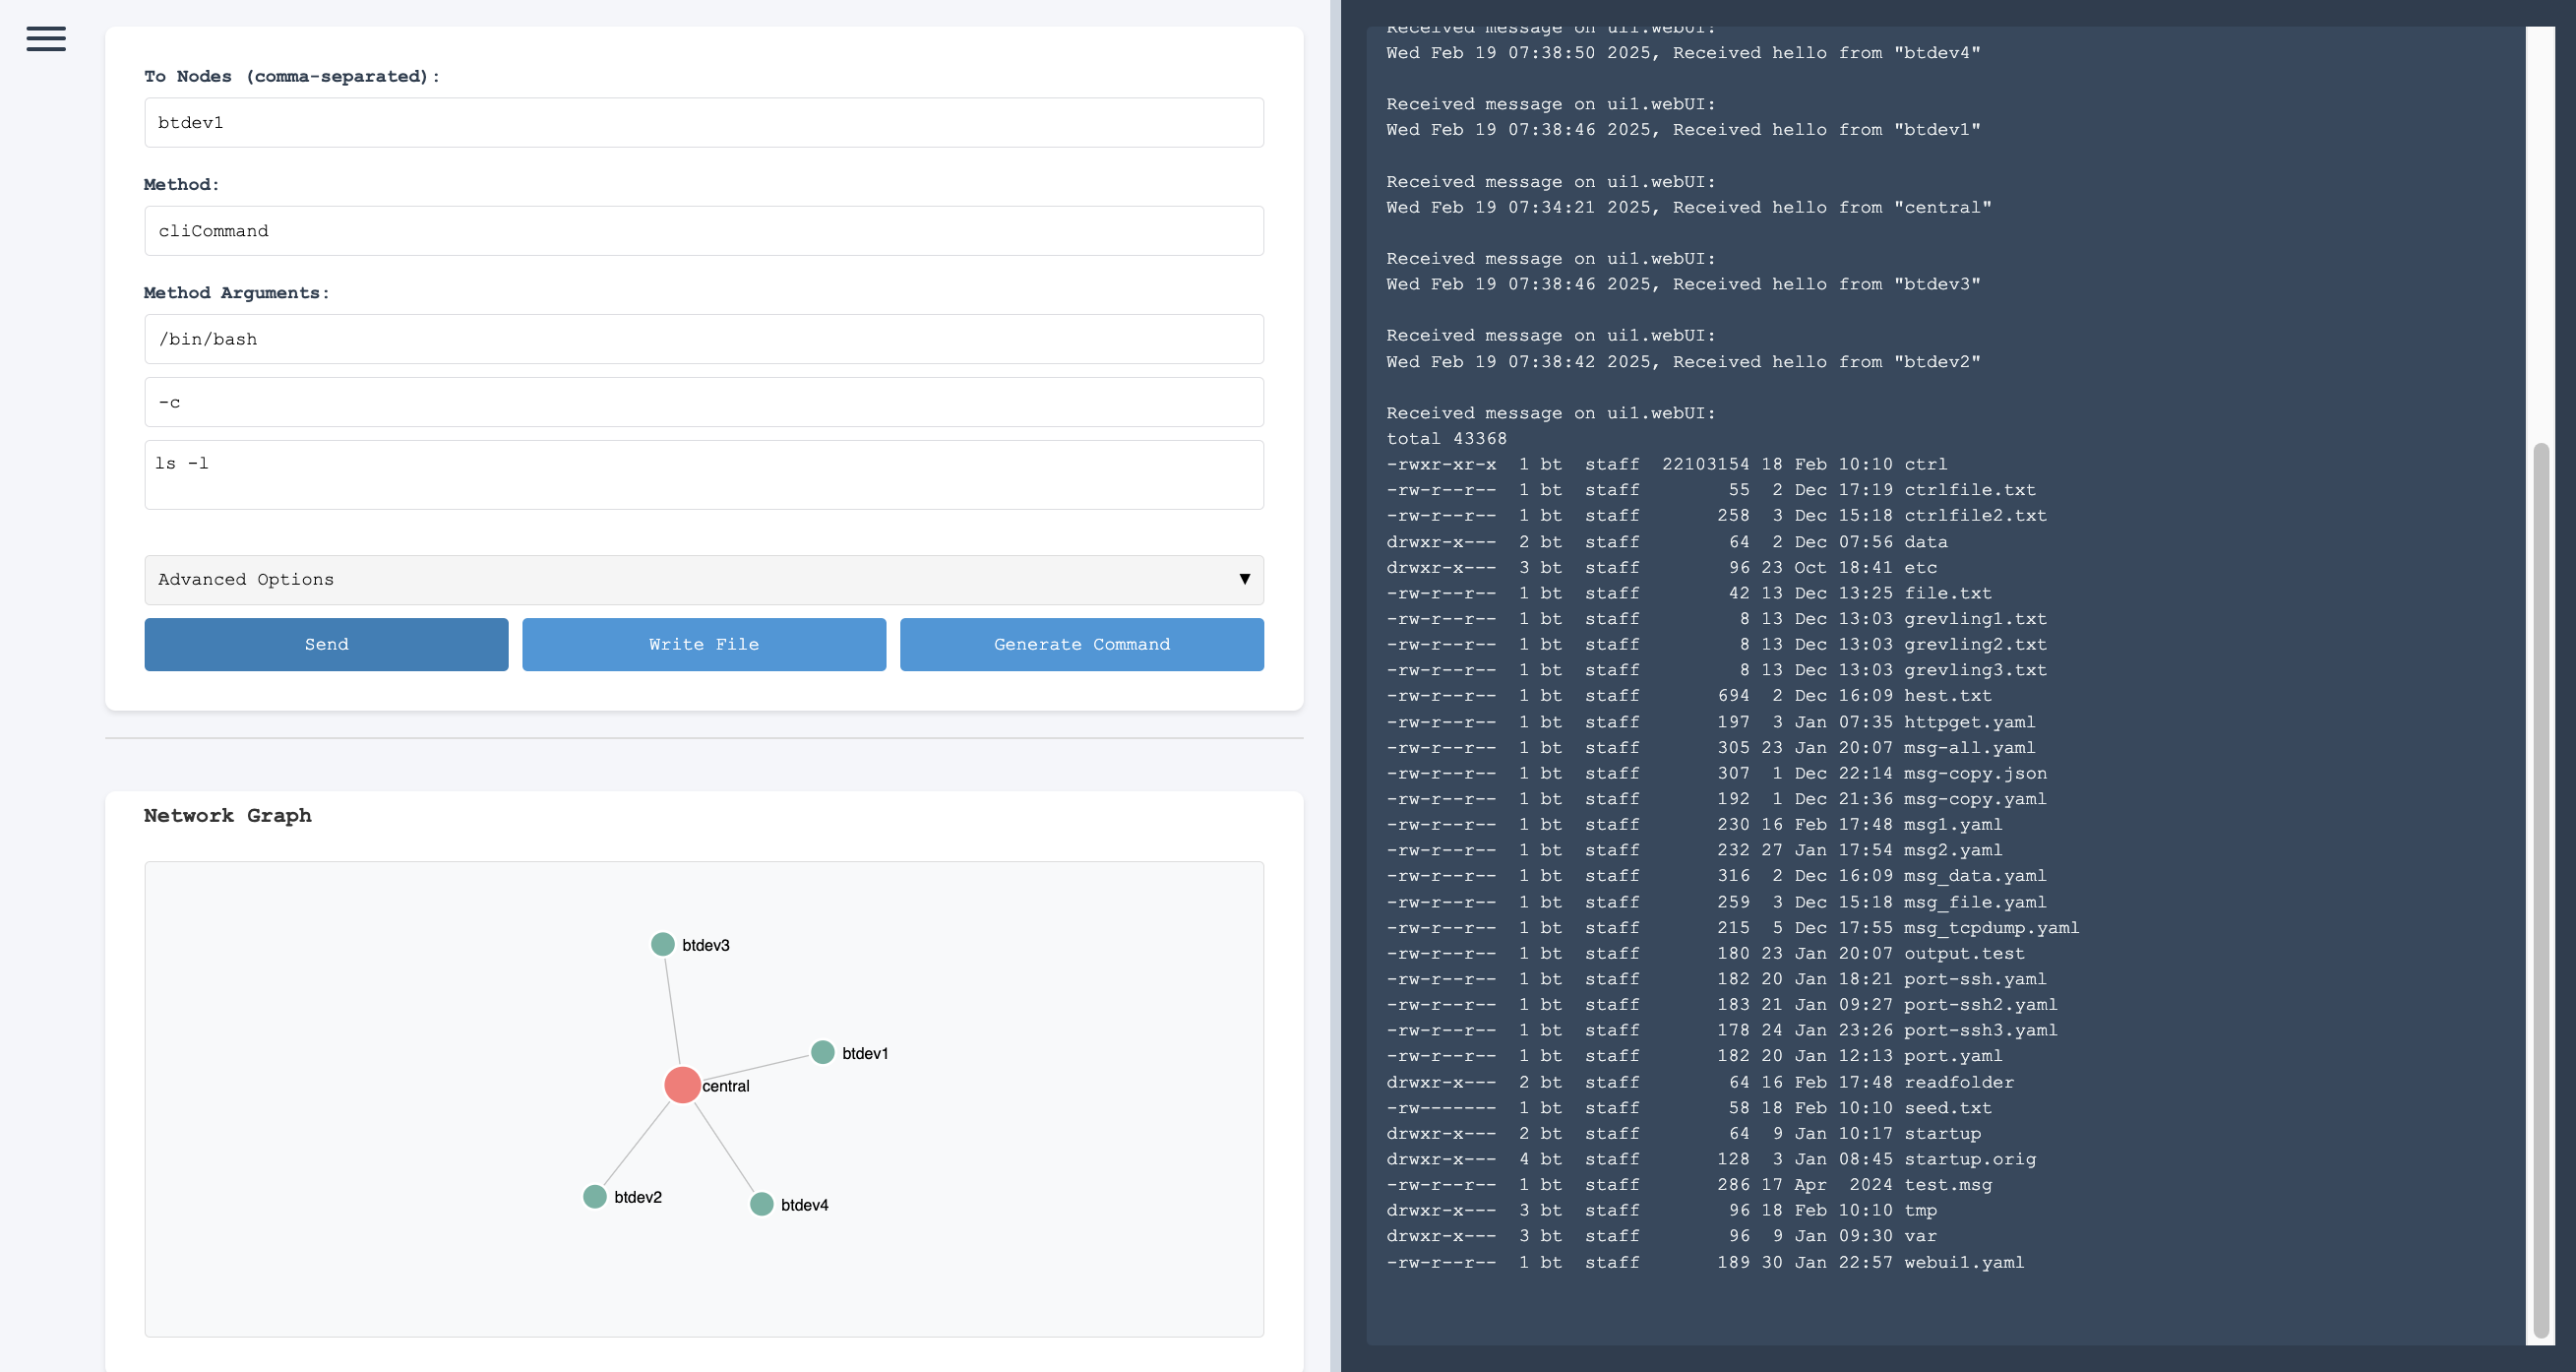 To Nodes (comma-separated):
btdev1
Method:
cliCommand
Method Arguments:
/bin/bash
-c
ls -l
Advanced Options ▼
Send
Write File
Generate Command
Network Graph
btdev3
btdev1
central
btdev2
btdev4
Received message on ui1.webUI:
Wed Feb 19 07:38:50 2025, Received hello from "btdev4"
Received message on ui1.webUI:
Wed Feb 19 07:38:46 2025, Received hello from "btdev1"
Received message on ui1.webUI:
Wed Feb 19 07:34:21 2025, Received hello from "central"
Received message on ui1.webUI:
Wed Feb 19 07:38:46 2025, Received hello from "btdev3"
Received message on ui1.webUI:
Wed Feb 19 07:38:42 2025, Received hello from "btdev2"
Received message on ui1.webUI:
total 43368
-rwxr-xr-x  1 bt  staff  22103154 18 Feb 10:10 ctrl
-rw-r--r--  1 bt  staff        55  2 Dec 17:19 ctrlfile.txt
-rw-r--r--  1 bt  staff       258  3 Dec 15:18 ctrlfile2.txt
drwxr-x---  2 bt  staff        64  2 Dec 07:56 data
drwxr-x---  3 bt  staff        96 23 Oct 18:41 etc
-rw-r--r--  1 bt  staff        42 13 Dec 13:25 file.txt
-rw-r--r--  1 bt  staff         8 13 Dec 13:03 grevling1.txt
-rw-r--r--  1 bt  staff         8 13 Dec 13:03 grevling2.txt
-rw-r--r--  1 bt  staff         8 13 Dec 13:03 grevling3.txt
-rw-r--r--  1 bt  staff       694  2 Dec 16:09 hest.txt
-rw-r--r--  1 bt  staff       197  3 Jan 07:35 httpget.yaml
-rw-r--r--  1 bt  staff       305 23 Jan 20:07 msg-all.yaml
-rw-r--r--  1 bt  staff       307  1 Dec 22:14 msg-copy.json
-rw-r--r--  1 bt  staff       192  1 Dec 21:36 msg-copy.yaml
-rw-r--r--  1 bt  staff       230 16 Feb 17:48 msg1.yaml
-rw-r--r--  1 bt  staff       232 27 Jan 17:54 msg2.yaml
-rw-r--r--  1 bt  staff       316  2 Dec 16:09 msg_data.yaml
-rw-r--r--  1 bt  staff       259  3 Dec 15:18 msg_file.yaml
-rw-r--r--  1 bt  staff       215  5 Dec 17:55 msg_tcpdump.yaml
-rw-r--r--  1 bt  staff       180 23 Jan 20:07 output.test
-rw-r--r--  1 bt  staff       182 20 Jan 18:21 port-ssh.yaml
-rw-r--r--  1 bt  staff       183 21 Jan 09:27 port-ssh2.yaml
-rw-r--r--  1 bt  staff       178 24 Jan 23:26 port-ssh3.yaml
-rw-r--r--  1 bt  staff       182 20 Jan 12:13 port.yaml
drwxr-x---  2 bt  staff        64 16 Feb 17:48 readfolder
-rw-------  1 bt  staff        58 18 Feb 10:10 seed.txt
drwxr-x---  2 bt  staff        64  9 Jan 10:17 startup
drwxr-x---  4 bt  staff       128  3 Jan 08:45 startup.orig
-rw-r--r--  1 bt  staff       286 17 Apr  2024 test.msg
drwxr-x---  3 bt  staff        96 18 Feb 10:10 tmp
drwxr-x---  3 bt  staff        96  9 Jan 09:30 var
-rw-r--r--  1 bt  staff       189 30 Jan 22:57 webui1.yaml